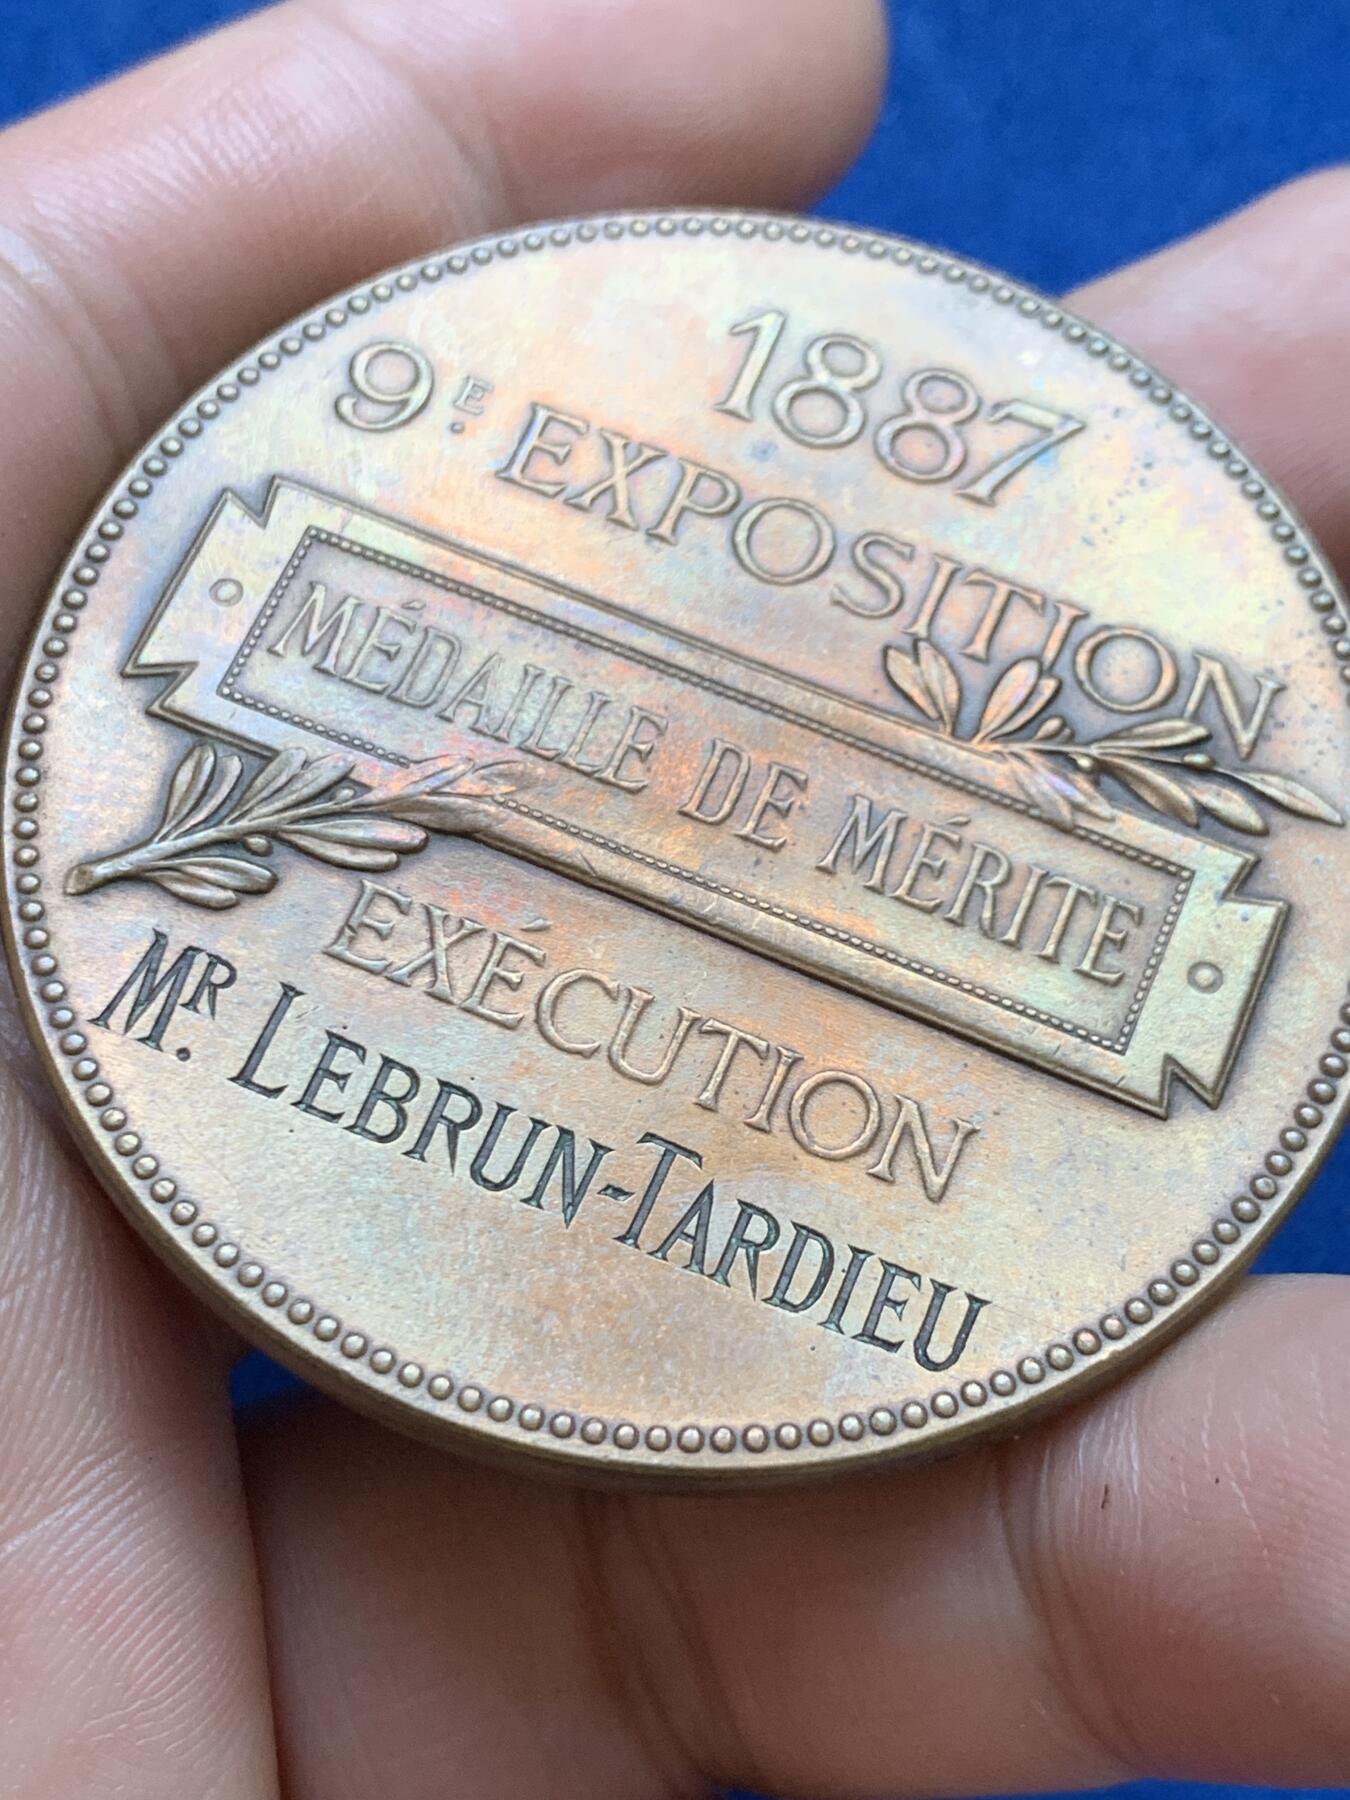 1887
9E. EXPOSITION
MÉDAILLE DE MÉRITE
EXÉCUTION
MR. LEBRUN-TARDIEU